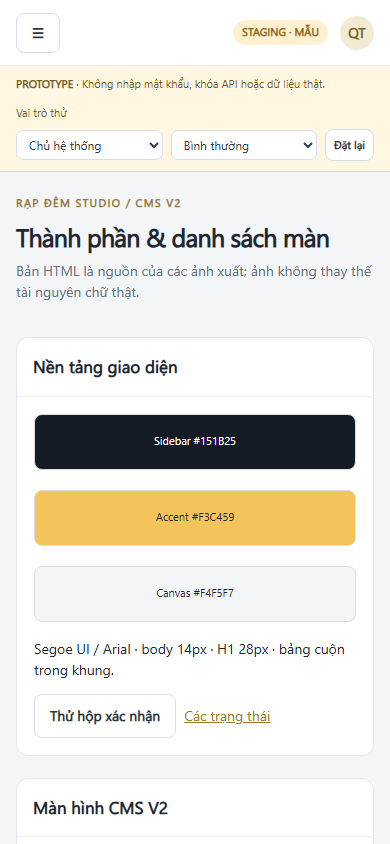 ☰
STAGING · MẪU
QT
PROTOTYPE · Không nhập mật khẩu, khóa API hoặc dữ liệu thật.
Vai trò thử
Chủ hệ thống
Bình thường
Đặt lại
RẠP ĐÊM STUDIO / CMS V2
Thành phần & danh sách màn
Bản HTML là nguồn của các ảnh xuất; ảnh không thay thế
tài nguyên chữ thật.
Nền tảng giao diện
Sidebar #151B25
Accent #F3C459
Canvas #F4F5F7
Segoe UI / Arial · body 14px · H1 28px · bảng cuộn
trong khung.
Thử hộp xác nhận
Các trạng thái
Màn hình CMS V2